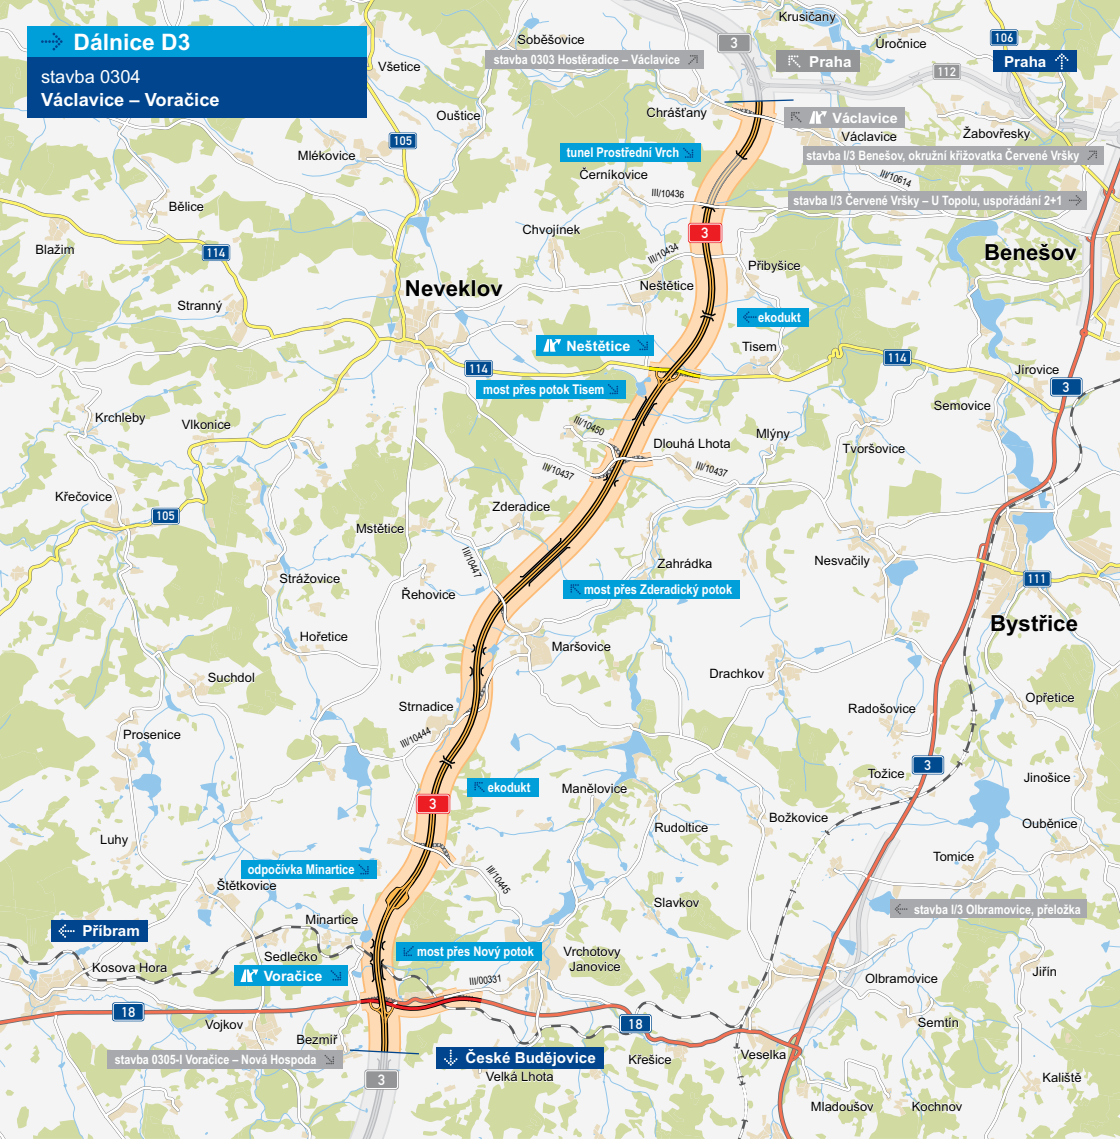 Dálnice D3
stavba 0304
Václavice – Voračice
Krusičany
Soběšovice
3
106
Úročnice
stavba 0303 Hostěradice – Václavice
Praha
Praha
Všetice
112
Ouštice
Chrášťany
Václavice
Václavice
Žabovřesky
105
Mlékovice
tunel Prostřední Vrch
stavba I/3 Benešov, okružní křižovatka Červené Vršky
Černíkovice
III/10614
III/10436
stavba I/3 Červené Vršky – U Topolu, uspořádání 2+1
Bělice
Chvojínek
3
Blažim
114
III/10434
Benešov
Přibyšice
Neštětice
Neveklov
Stranný
ekodukt
Neštětice
Tisem
114
114
Jírovice
most přes potok Tisem
3
Semovice
Krchleby
Vlkonice
III/10450
Mlýny
Dlouhá Lhota
Tvoršovice
III/10437
III/10437
Křečovice
Zderadice
105
Mstětice
III/10447
Nesvačily
Zahrádka
Strážovice
111
Řehovice
most přes Zderadický potok
Bystřice
Hořetice
Maršovice
Drachkov
Suchdol
Opřetice
Strnadice
Radošovice
Prosenice
III/10444
3
Tožice
Jinošice
ekodukt
Manělovice
3
Božkovice
Ouběnice
Rudoltice
Luhy
Tomice
odpočívka Minartice
III/10445
Štětkovice
Slavkov
stavba I/3 Olbramovice, přeložka
Minartice
Příbram
most přes Nový potok
Vrchotovy
Janovice
Sedlečko
Kosova Hora
Voračice
Jiřín
Olbramovice
III/00331
18
Vojkov
18
Semtín
Bezmíř
stavba 0305-I Voračice – Nová Hospoda
České Budějovice
Křešice
Veselka
3
Velká Lhota
Kaliště
Mladoušov
Kochnov